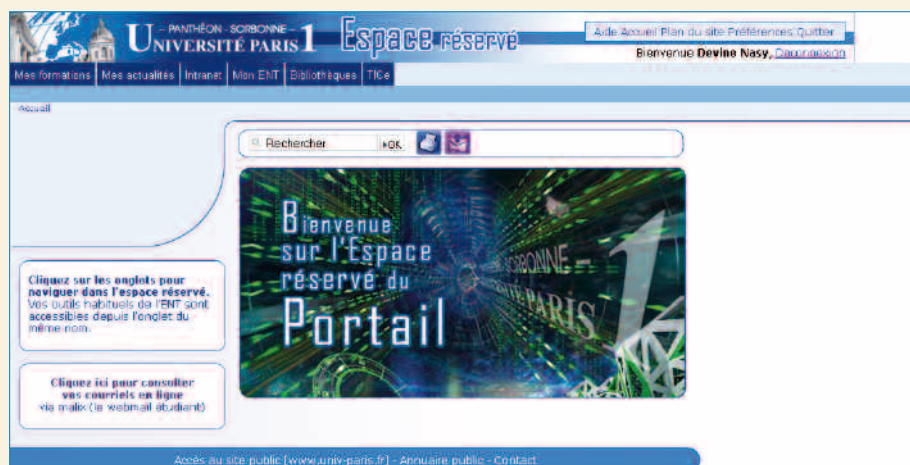 – PANTHÉON - SORBONNE –
UNIVERSITÉ PARIS 1 Espace réservé
Aide Accueil Plan du site Préférences Quitter
Bienvenue Devine Nasy, Déconnexion
Mes formations Mes actualités Intranet Mon ENT Bibliothèques TICe
Accueil
Rechercher OK
Bienvenue
sur l'Espace
réservé du
Portail
SORBONNE –
PARIS 1
Cliquez sur les onglets pour
naviguer dans l'espace réservé.
Vos outils habituels de l'ENT sont
accessibles depuis l'onglet du
même nom.
Cliquez ici pour consulter
vos courriels en ligne
via malix (le webmail étudiant)
Accès au site public [www.univ-paris.fr] - Annuaire public - Contact